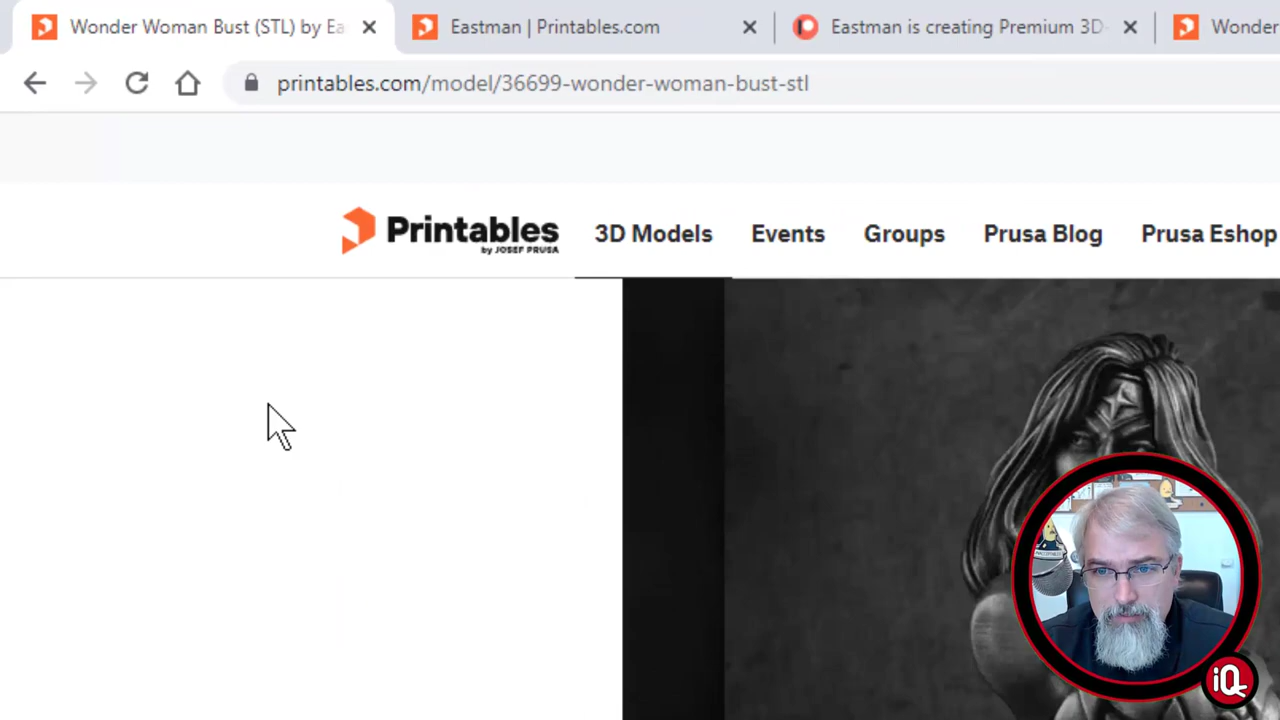 Wonder Woman Bust (STL) by Ea
Eastman | Printables.com
Eastman is creating Premium 3D-
Wonder
printables.com/model/36699-wonder-woman-bust-stl
Printables
by JOSEF PRUSA
3D Models
Events
Groups
Prusa Blog
Prusa Eshop
iQ